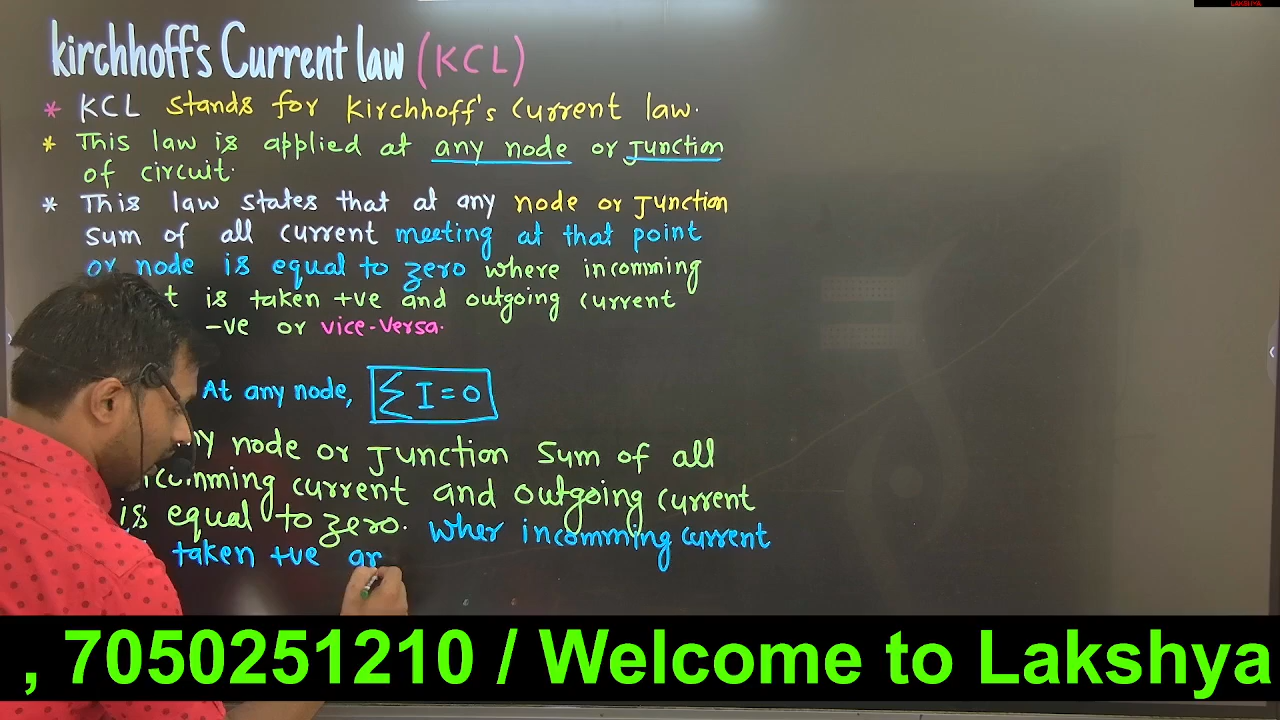 LAKSHYA
kirchhoff's Current law (KCL)
* KCL stands for Kirchhoff's Current law.
* This law is applied at any node or Junction
of circuit.
* This law states that at any node or Junction
sum of all current meeting at that point
or node is equal to zero where incomming
t is taken +ve and outgoing current
-ve or vice-versa.
At any node, ∑ I = 0
ny node or Junction Sum of all
comming current and outgoing current
is equal to zero. Wher incomming current
taken +ve an
, 7050251210 / Welcome to Lakshya